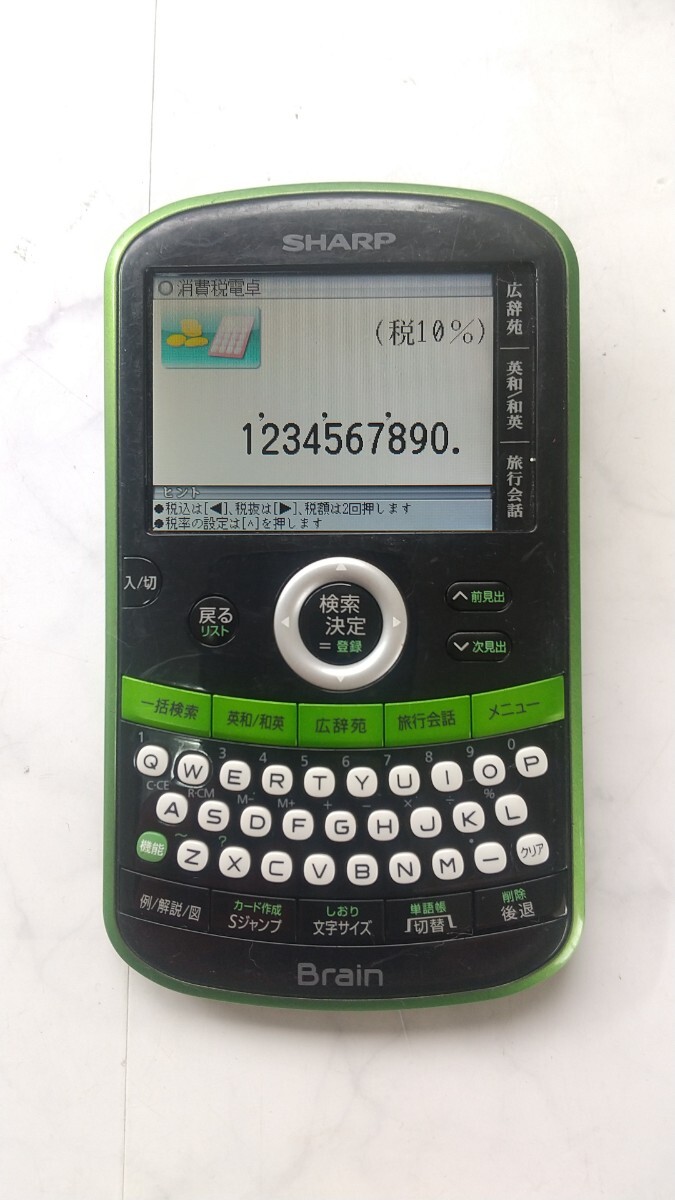 SHARP
消費税電卓
(税10%)
1'234'567'890.
ヒント
●税込は[◀]、税抜は[▶]、税額は2回押します
●税率の設定は[^]を押します
広辞苑
英和/和英
旅行会話
入/切
戻る
リスト
検索
決定
= 登録
前見出
次見出
一括検索 英和/和英 広辞苑 旅行会話 メニュー
1 3 4 5 6 7 8 9 0
Q W E R T Y U I O P
C·CE R·CM M- M+ + - × ÷ %
A S D F G H J K L
~ ? .
機能 Z X C V B N M ー クリア
カード作成 しおり 単語帳 削除
例/解説/図 Sジャンプ 文字サイズ 切替 後退
Brain